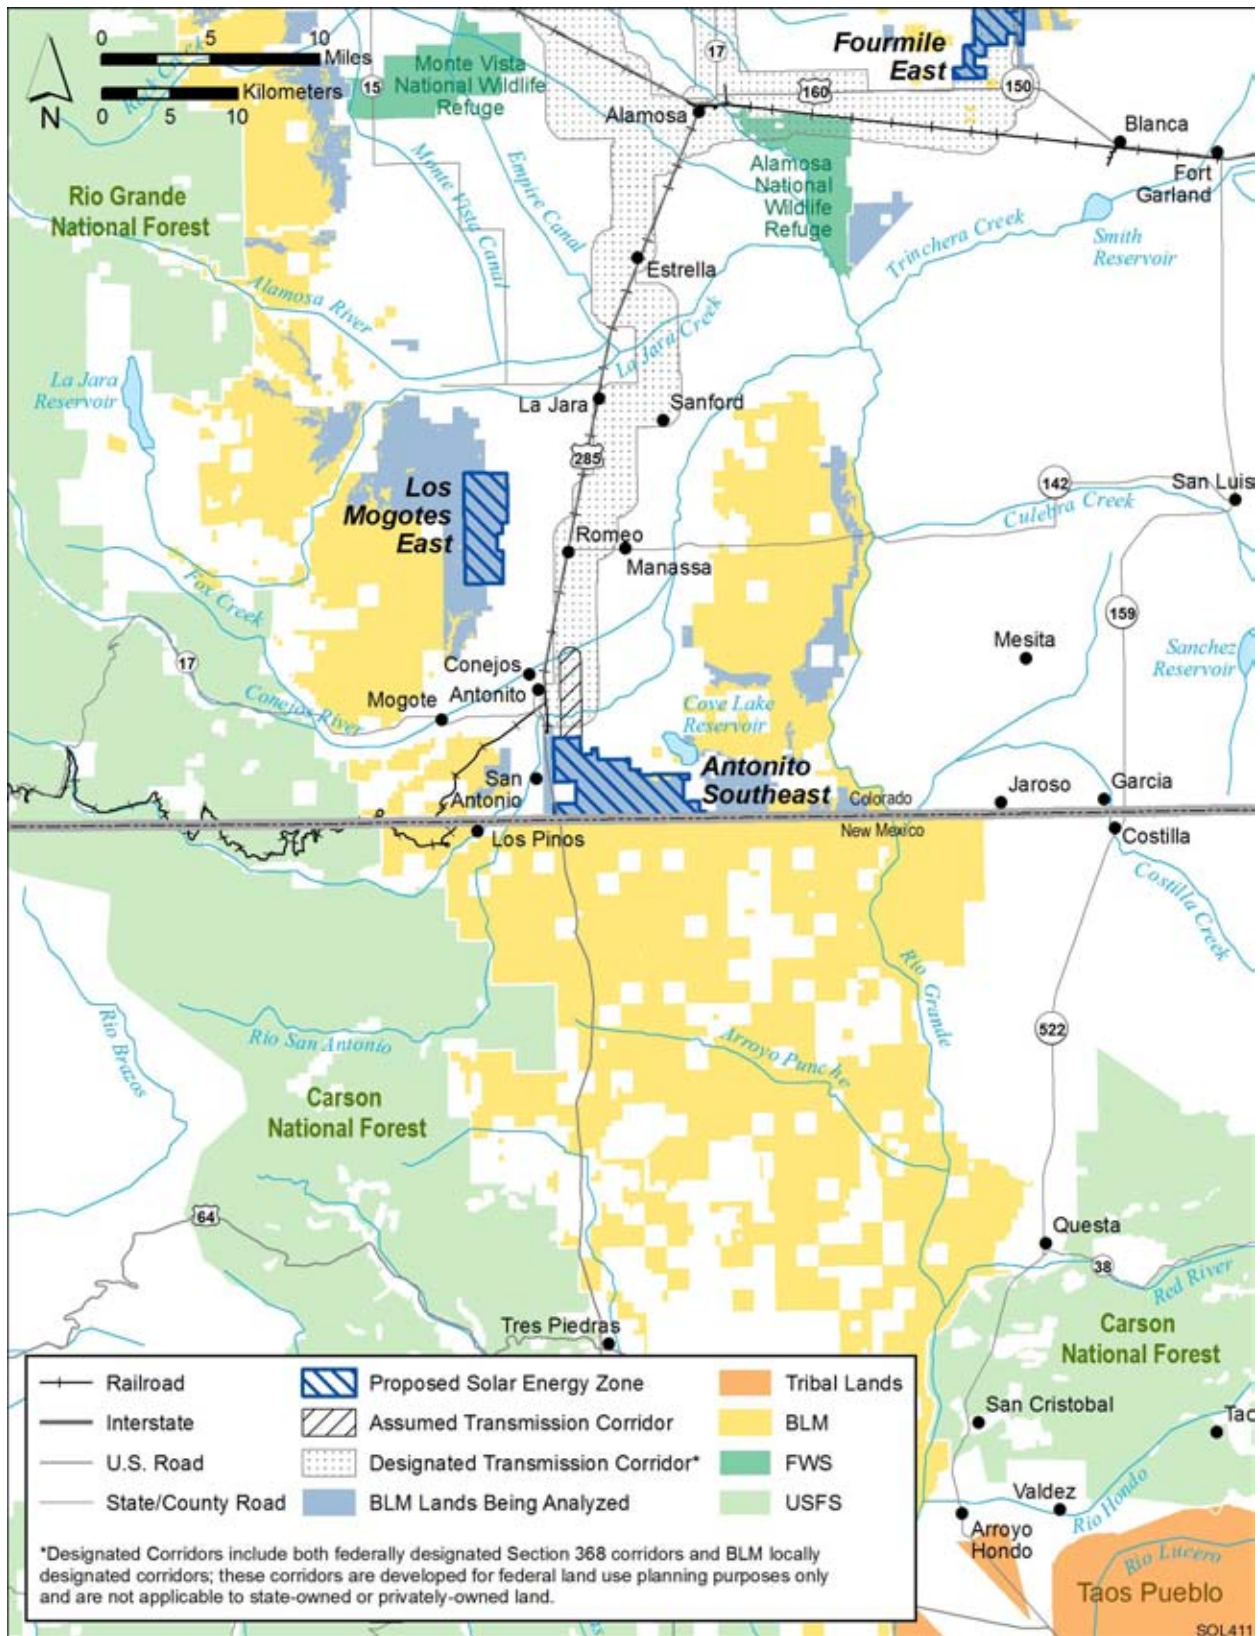 0 5 10
Miles
Kilometers
0 5 10
N
Rock Creek
15
Monte Vista
National Wildlife
Refuge
17
Fourmile
East
160
150
Alamosa
Blanca
Fort
Garland
Alamosa
National
Wildlife
Refuge
Rio Grande
National Forest
Monte Vista Canal
Empire Canal
Trinchera Creek
Smith
Reservoir
Estrella
Alamosa River
La Jara Creek
La Jara
Reservoir
La Jara
Sanford
285
Los
Mogotes
East
142
San Luis
Culebra Creek
Romeo
Manassa
Fox Creek
159
Mesita
Sanchez
Reservoir
17
Conejos
Antonito
Mogote
Conejos River
Cove Lake
Reservoir
San
Antonio
Antonito
Southeast
Jaroso
Garcia
Colorado
New Mexico
Los Pinos
Costilla
Costilla Creek
Rio Brazos
Rio Grande
Rio San Antonio
Arroyo Punche
522
Carson
National Forest
64
Questa
38
Red River
Tres Piedras
Carson
National Forest
San Cristobal
Tao
Valdez
Rio Hondo
Arroyo
Hondo
Rio Lucero
Taos Pueblo
Railroad
Interstate
U.S. Road
State/County Road
Proposed Solar Energy Zone
Assumed Transmission Corridor
Designated Transmission Corridor*
BLM Lands Being Analyzed
Tribal Lands
BLM
FWS
USFS
*Designated Corridors include both federally designated Section 368 corridors and BLM locally
designated corridors; these corridors are developed for federal land use planning purposes only
and are not applicable to state-owned or privately-owned land.
SOL411